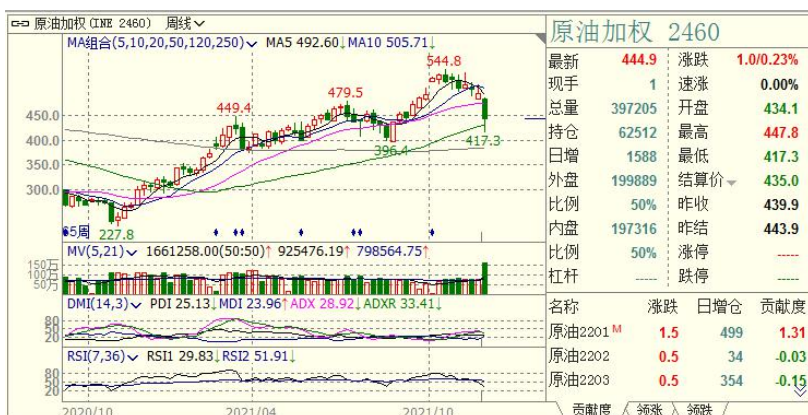 原油加权(INE 2460) 周线
MA组合(5,10,20,50,120,250) MA5 492.60↓ MA10 505.71↓
544.8
479.5
449.4
450.0
400.0
350.0
300.0
396.4
417.3
65周
227.8
MV(5,21) 1661258.00(50:50)↑ 925476.19↑ 798564.75↑
150万
100万
50万
DMI(14,3) PDI 25.13↓ MDI 23.96↑ ADX 28.92↓ ADXR 33.41↓
80
50
20
RSI(7,36) RSI1 29.83↓ RSI2 51.91↓
80
50
20
2020/10 2021/04 2021/10
原油加权 2460
最新 444.9 涨跌 1.0/0.23%
现手 1 速涨 0.00%
总量 397205 开盘 434.1
持仓 62512 最高 447.8
日增 1588 最低 417.3
外盘 199889 结算价 435.0
比例 50% 昨收 439.9
内盘 197316 昨结 443.9
比例 50% 涨停 -----
杠杆 ----- 跌停 -----
名称 涨跌 日增仓 贡献度
原油2201 M 1.5 499 1.31
原油2202 0.5 34 -0.03
原油2203 0.5 354 -0.15
贡献度 领涨 领跌